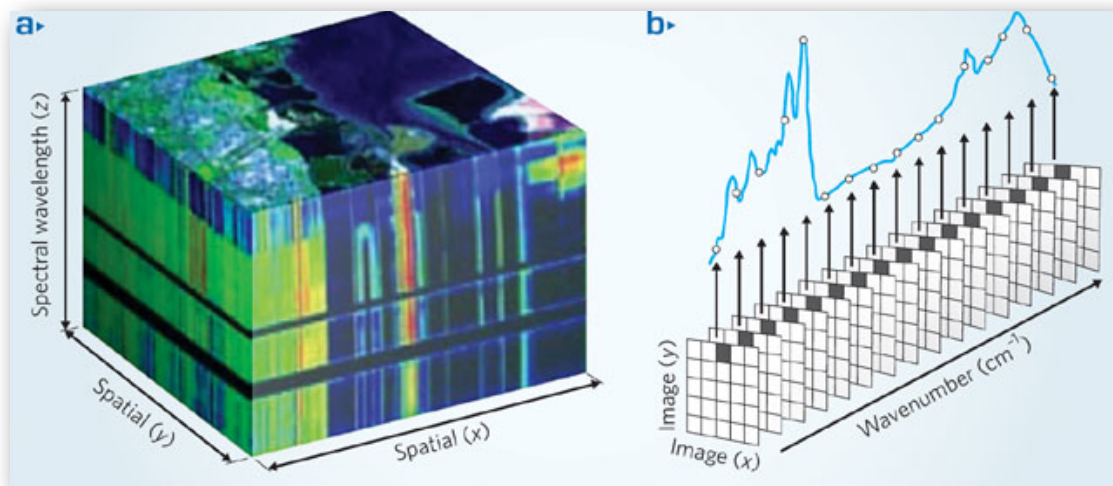 a
Spectral wavelength (z)
Spatial (y)
Spatial (x)
b
Image (y)
Image (x)
Wavenumber (cm⁻¹)